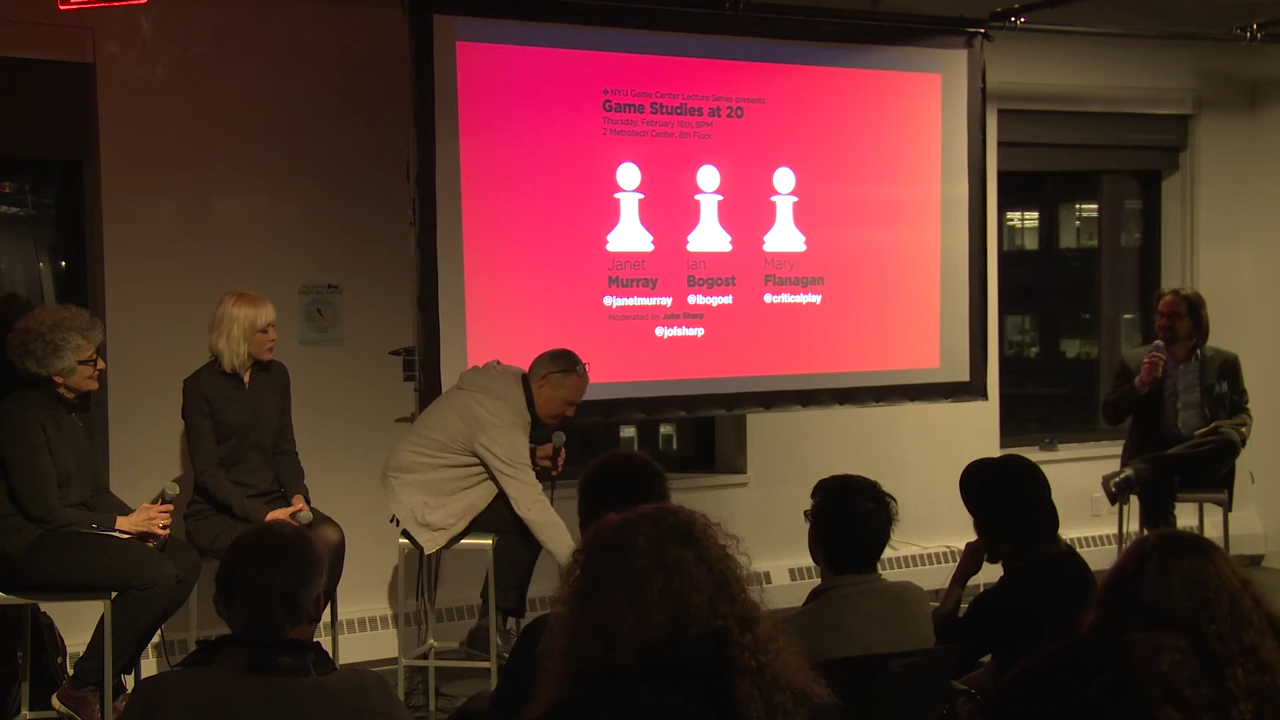 NYU Game Center Lecture Series presents
Game Studies at 20
Thursday, February 16th, 8PM
2 Metrotech Center, 8th Floor
Janet
Murray
@janetmurray
Ian
Bogost
@ibogost
Mary
Flanagan
@criticalplay
Moderated by John Sharp
@jofsharp